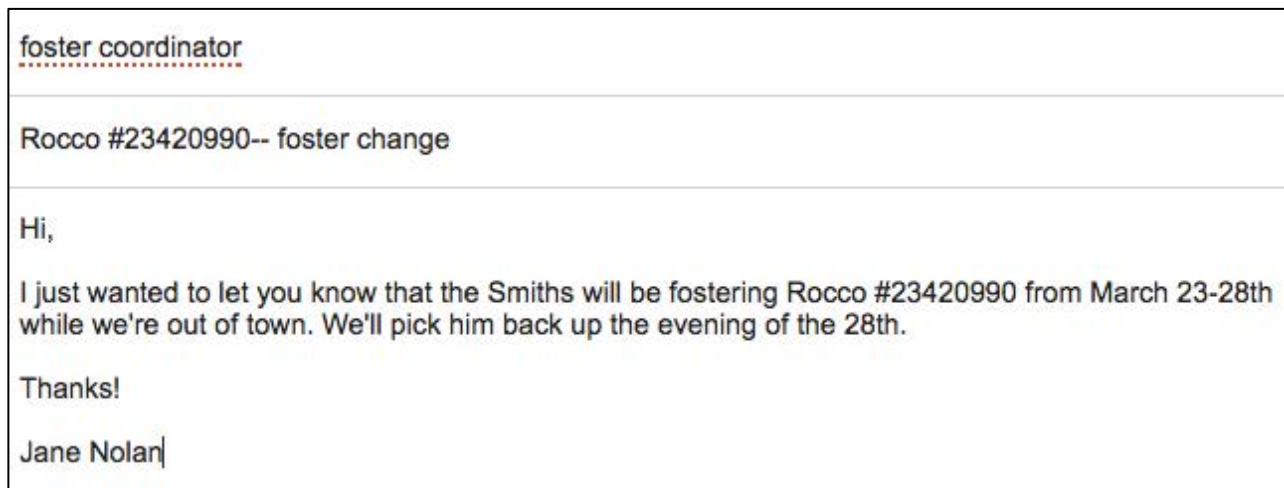 foster coordinator
Rocco #23420990-- foster change
Hi,
I just wanted to let you know that the Smiths will be fostering Rocco #23420990 from March 23-28th
while we're out of town. We'll pick him back up the evening of the 28th.
Thanks!
Jane Nolan